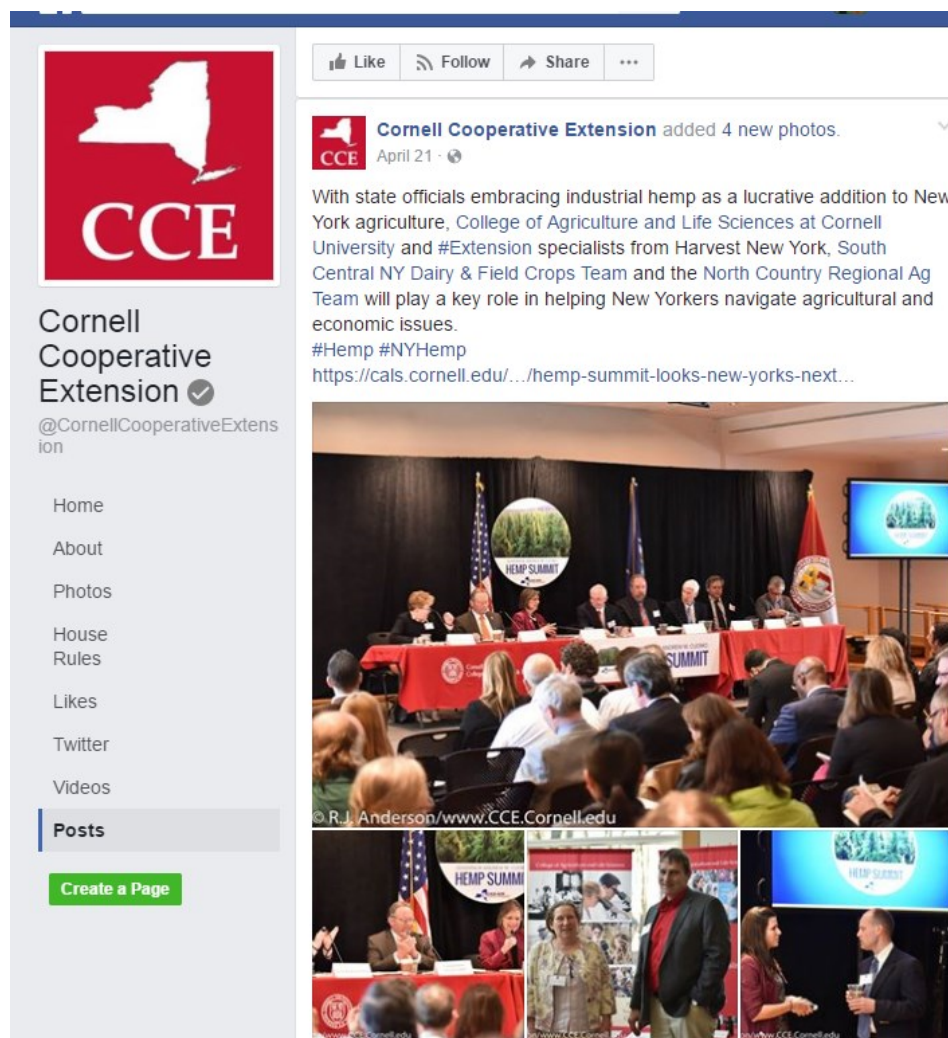 CCE
Cornell
Cooperative
Extension
@CornellCooperativeExtens
ion
Home
About
Photos
House
Rules
Likes
Twitter
Videos
Posts
Create a Page
Like Follow Share ...
Cornell Cooperative Extension added 4 new photos.
CCE
April 21 ·
With state officials embracing industrial hemp as a lucrative addition to New
York agriculture, College of Agriculture and Life Sciences at Cornell
University and #Extension specialists from Harvest New York, South
Central NY Dairy & Field Crops Team and the North Country Regional Ag
Team will play a key role in helping New Yorkers navigate agricultural and
economic issues.
#Hemp #NYHemp
https://cals.cornell.edu/.../hemp-summit-looks-new-yorks-next...
HEMP SUMMIT
SUMMIT
© R.J. Anderson/www.CCE.Cornell.edu
HEMP SUMMI
HEMP SUMMIT